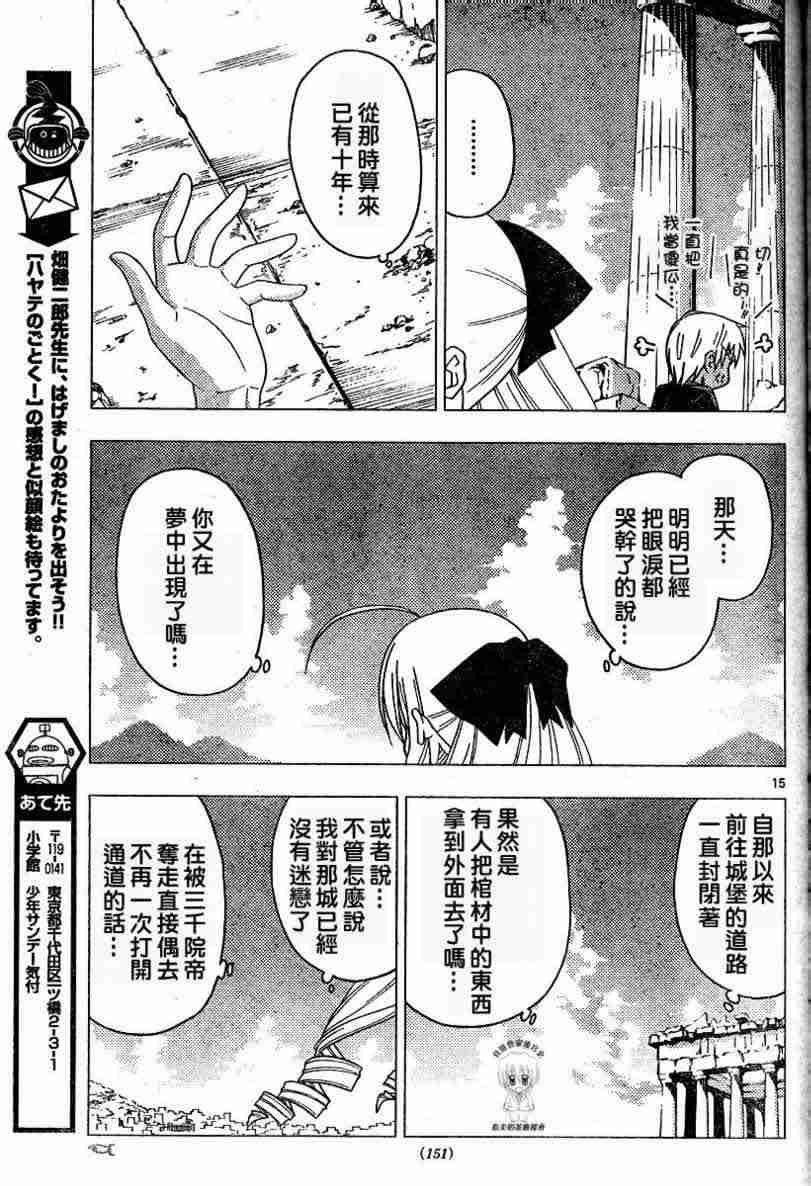 ………
切!
真是的!!
一直把
我當傻瓜…
從那時算來
已有十年…
那天…
明明已經
把眼淚都
哭幹了的說…
你又在
夢中出現了嗎…
15
自那以來
前往城堡的道路
一直封閉著
果然是
有人把棺材中的東西
拿到外面去了嗎…
或者說…
不管怎麼說
我對那城已經
沒有迷戀了
在被三千院帝
奪走直接偶去
不再一次打開
通道的話…
(151)
畑健二郎先生に、はげましのおたよりを出そう!!
【ハヤテのごとく!】の感想と似顔絵も待ってます。
あて先
〒119-0141 東京都千代田区一ツ橋2-3-1
小学館 少年サンデー気付